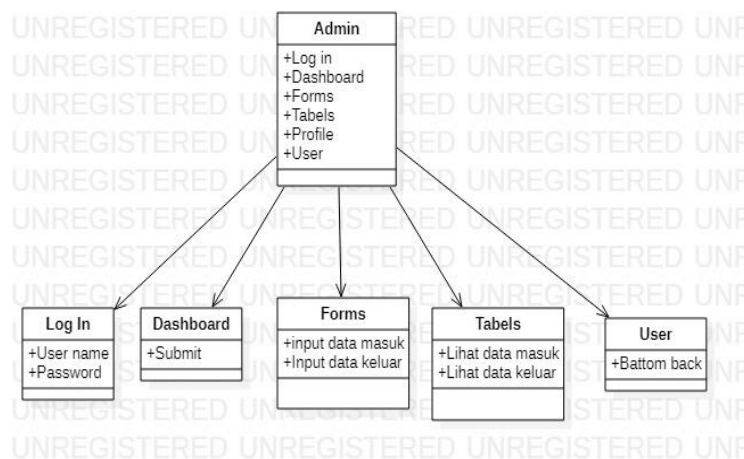 Admin
+Log in
+Dashboard
+Forms
+Tabels
+Profile
+User
Log In
+User name
+Password
Dashboard
+Submit
Forms
+input data masuk
+Input data keluar
Tabels
+Lihat data masuk
+Lihat data keluar
User
+Battom back
UNREGISTERED